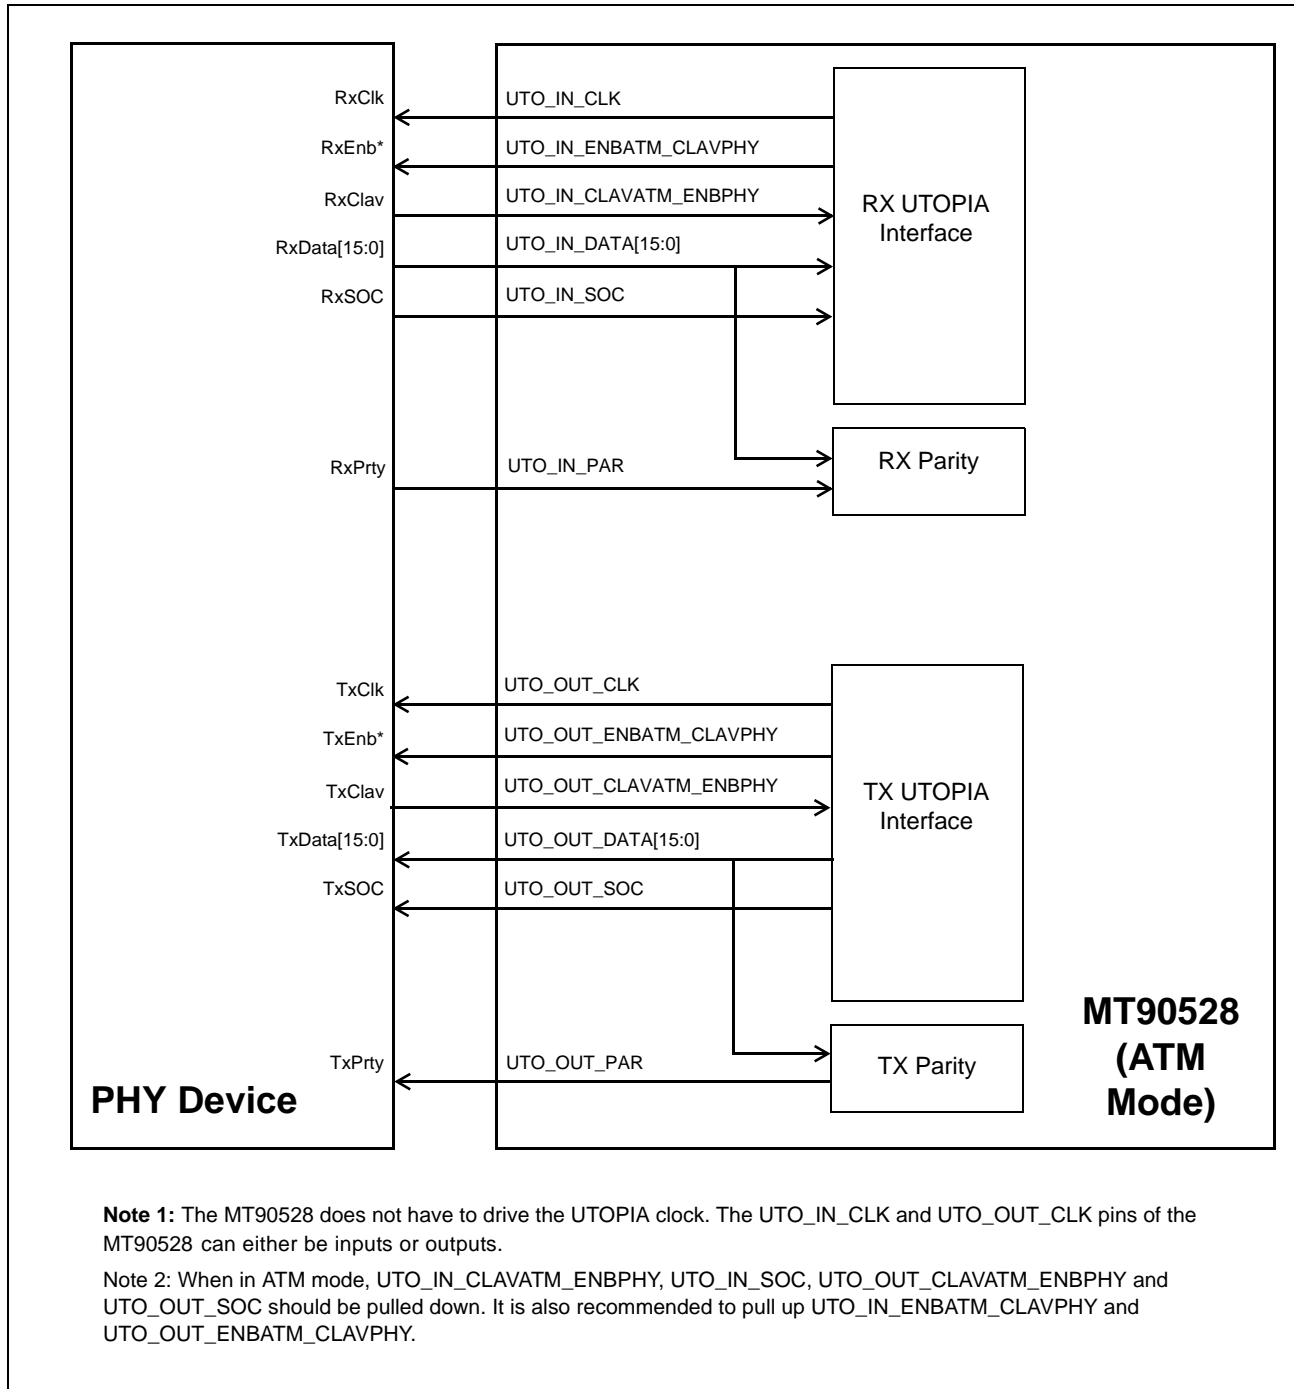 RxClk
UTO_IN_CLK
RxEnb*
UTO_IN_ENBATM_CLAVPHY
RxClav
UTO_IN_CLAVATM_ENBPHY
RxData[15:0]
UTO_IN_DATA[15:0]
RxSOC
UTO_IN_SOC
RX UTOPIA
Interface
RxPrty
UTO_IN_PAR
RX Parity
TxClk
UTO_OUT_CLK
TxEnb*
UTO_OUT_ENBATM_CLAVPHY
TxClav
UTO_OUT_CLAVATM_ENBPHY
TxData[15:0]
UTO_OUT_DATA[15:0]
TxSOC
UTO_OUT_SOC
TX UTOPIA
Interface
TxPrty
UTO_OUT_PAR
TX Parity
PHY Device
MT90528
(ATM
Mode)
Note 1: The MT90528 does not have to drive the UTOPIA clock. The UTO_IN_CLK and UTO_OUT_CLK pins of the
MT90528 can either be inputs or outputs.
Note 2: When in ATM mode, UTO_IN_CLAVATM_ENBPHY, UTO_IN_SOC, UTO_OUT_CLAVATM_ENBPHY and
UTO_OUT_SOC should be pulled down. It is also recommended to pull up UTO_IN_ENBATM_CLAVPHY and
UTO_OUT_ENBATM_CLAVPHY.